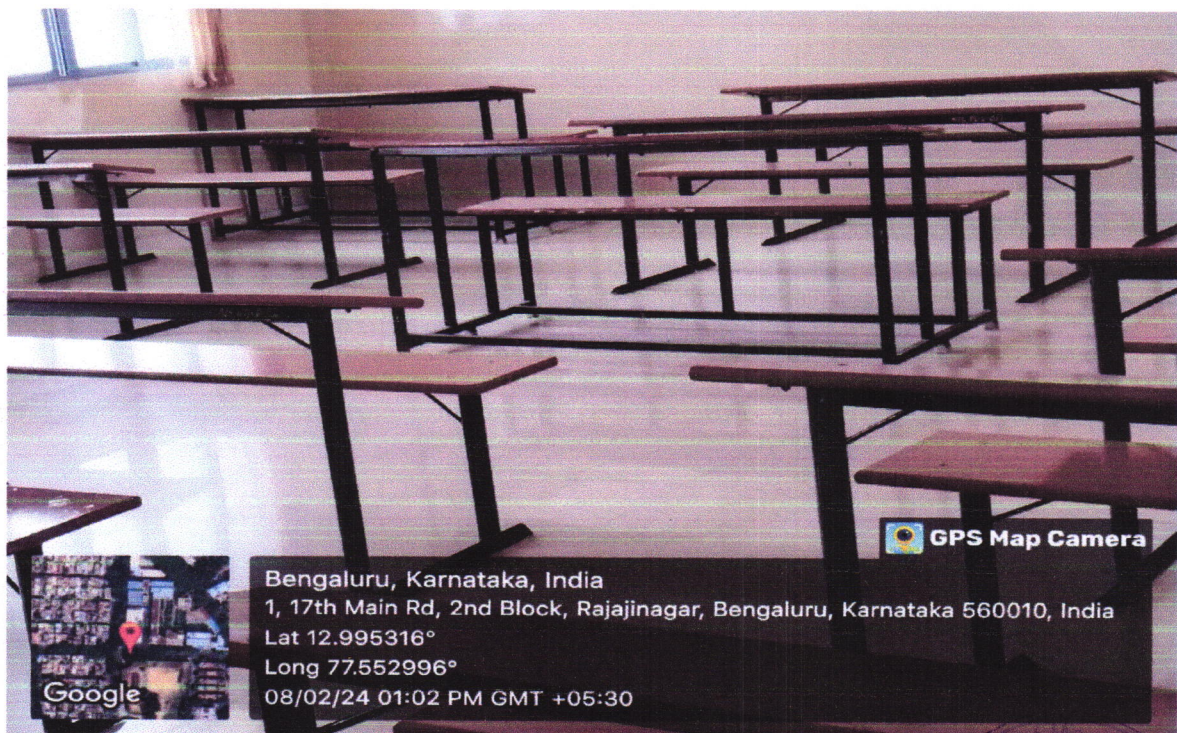 GPS Map Camera
Bengaluru, Karnataka, India
1, 17th Main Rd, 2nd Block, Rajajinagar, Bengaluru, Karnataka 560010, India
Lat 12.995316°
Long 77.552996°
08/02/24 01:02 PM GMT +05:30
Google